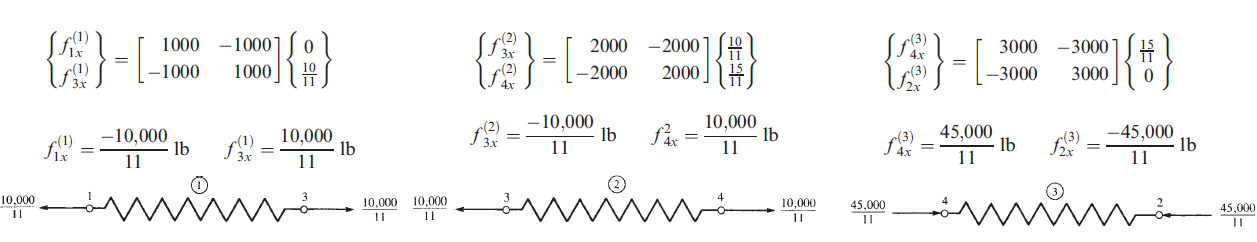 {f_{1x}^{(1)} f_{3x}^{(1)}} = [1000 −1000 −1000 1000] {0 10/11}
{f_{3x}^{(2)} f_{4x}^{(2)}} = [2000 −2000 −2000 2000] {10/11 15/11}
{f_{4x}^{(3)} f_{2x}^{(3)}} = [3000 −3000 −3000 3000] {15/11 0}
f_{1x}^{(1)} = −10,000/11 lb f_{3x}^{(1)} = 10,000/11 lb
f_{3x}^{(2)} = −10,000/11 lb f_{4x}^{2} = 10,000/11 lb
f_{4x}^{(3)} = 45,000/11 lb f_{2x}^{(3)} = −45,000/11 lb
10,000/11 1 ① 3 10,000/11
10,000/11 3 ② 4 10,000/11
45,000/11 4 ③ 2 45,000/11